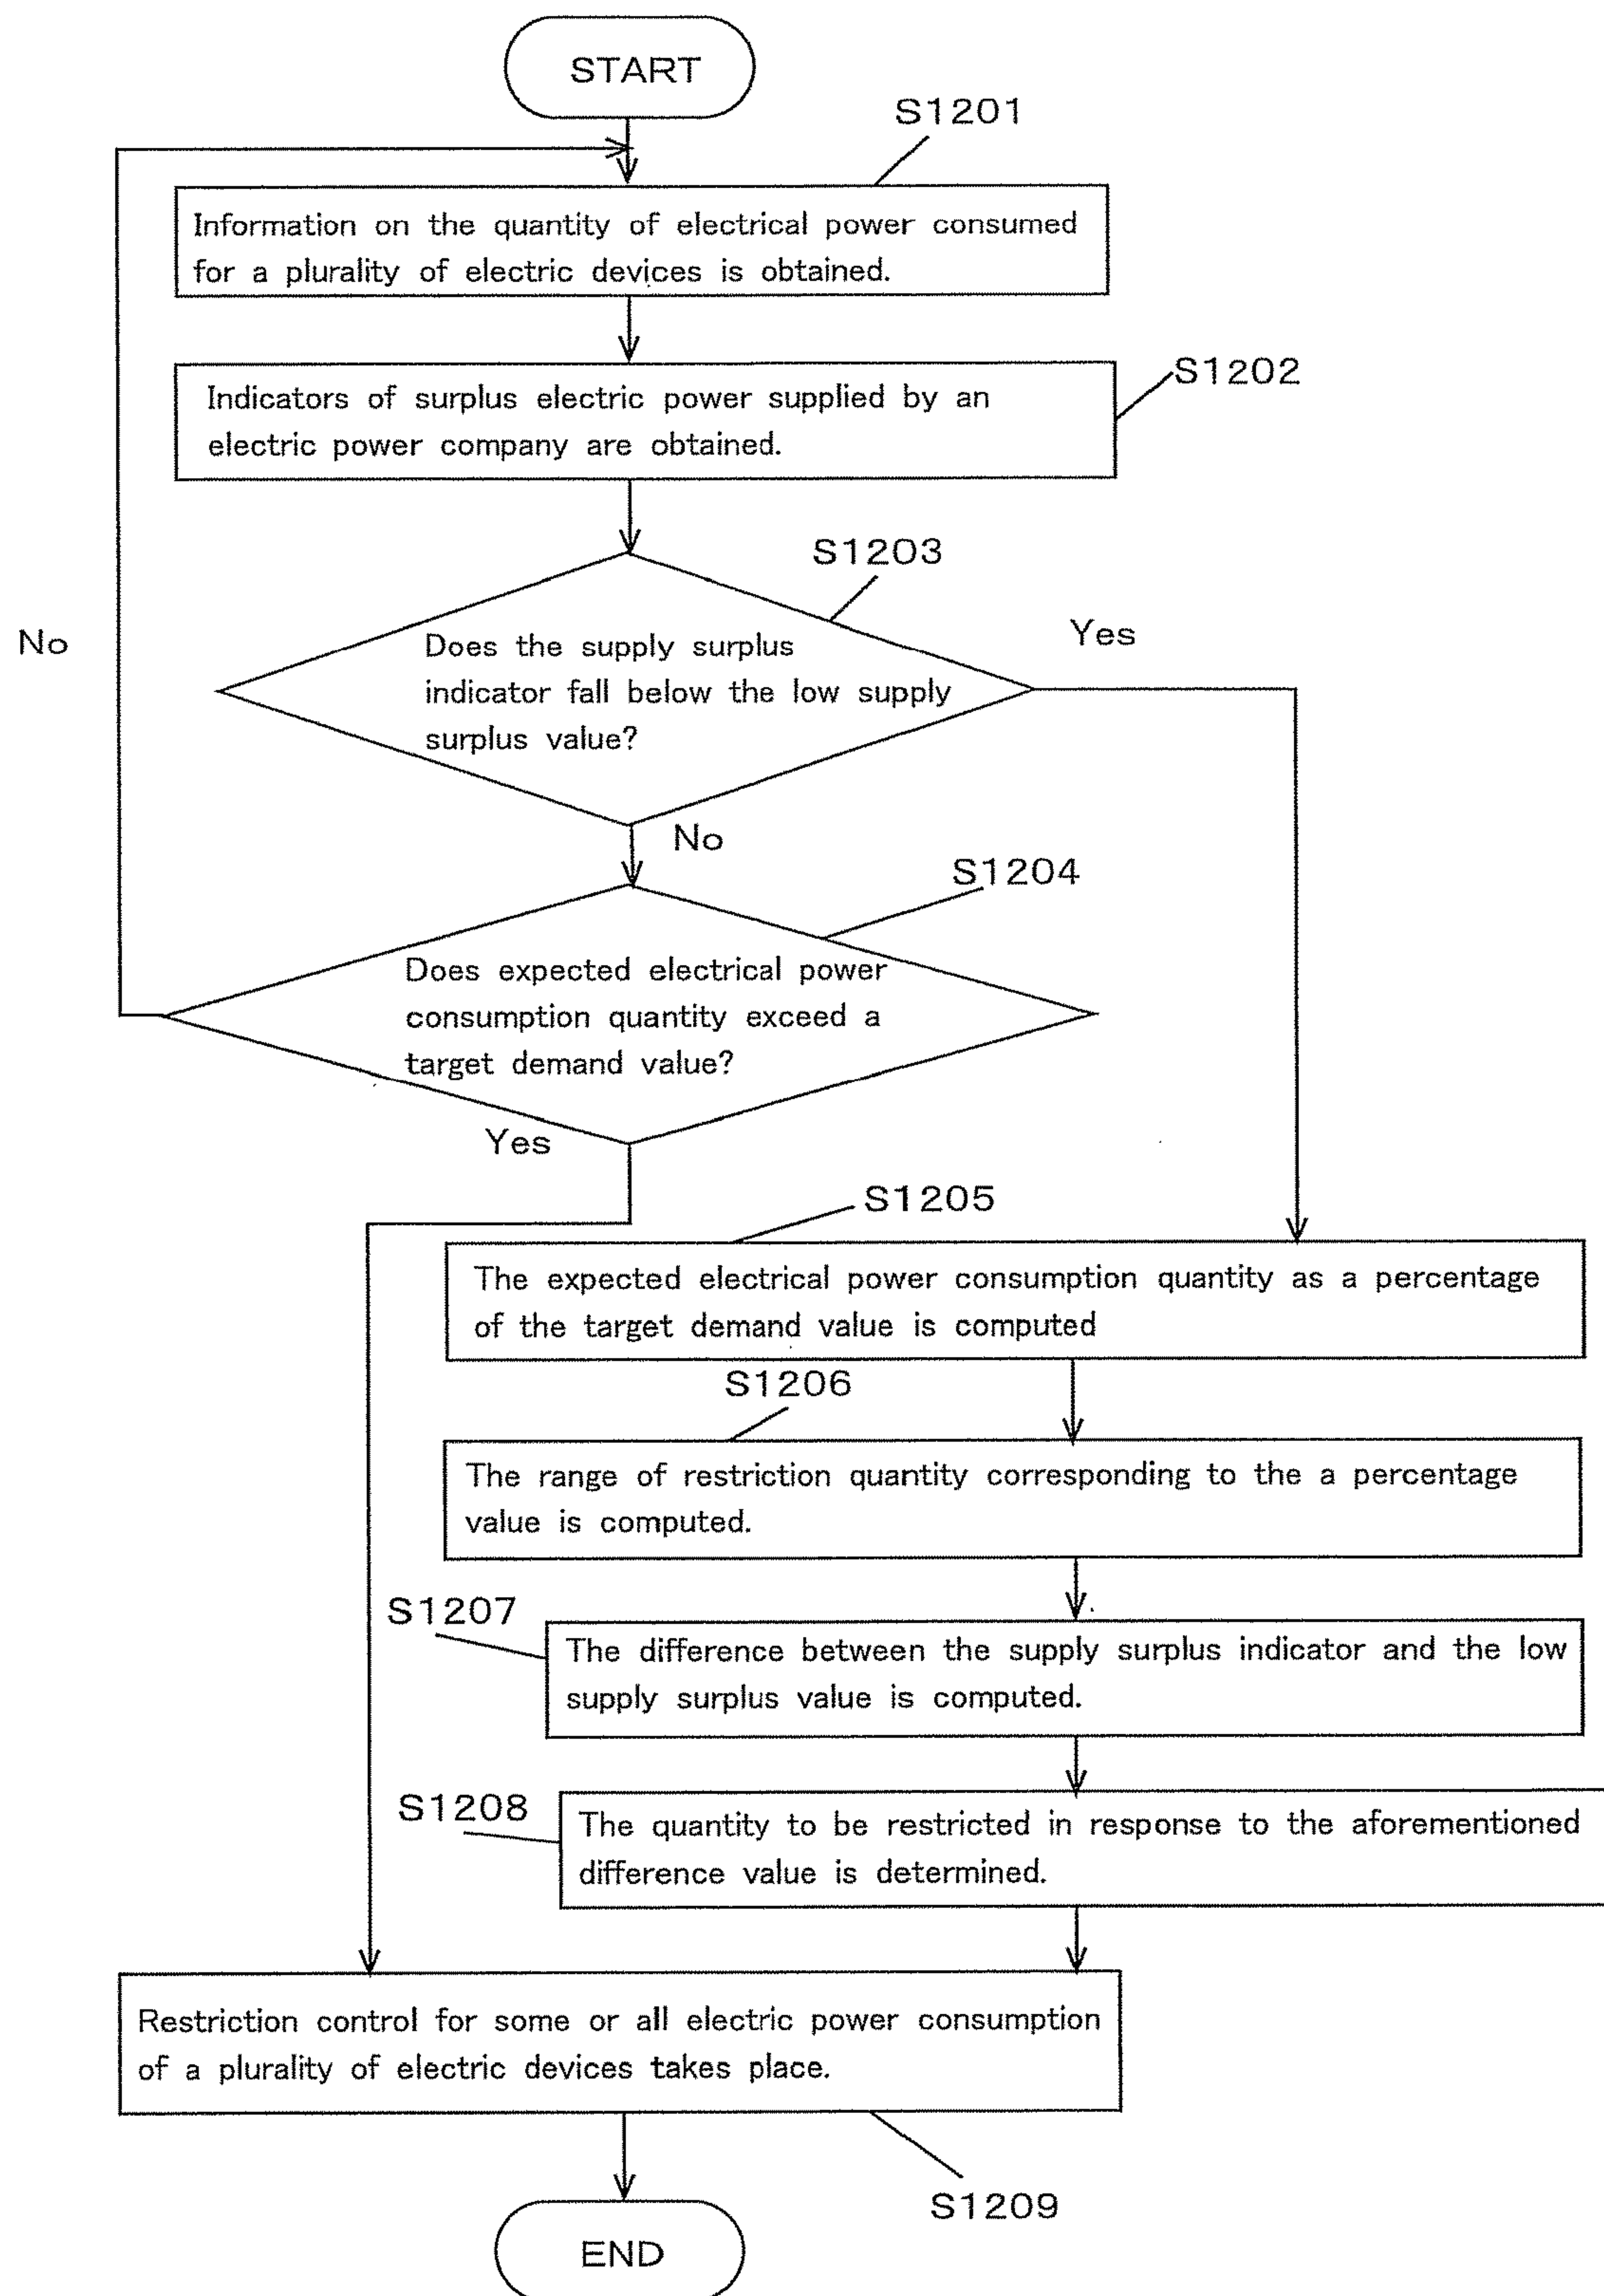 START
S1201
Information on the quantity of electrical power consumed
for a plurality of electric devices is obtained.
S1202
Indicators of surplus electric power supplied by an
electric power company are obtained.
S1203
No
Yes
Does the supply surplus
indicator fall below the low supply
surplus value?
No
S1204
Does expected electrical power
consumption quantity exceed a
target demand value?
Yes
S1205
The expected electrical power consumption quantity as a percentage
of the target demand value is computed
S1206
The range of restriction quantity corresponding to the a percentage
value is computed.
S1207
The difference between the supply surplus indicator and the low
supply surplus value is computed.
S1208
The quantity to be restricted in response to the aforementioned
difference value is determined.
Restriction control for some or all electric power consumption
of a plurality of electric devices takes place.
S1209
END